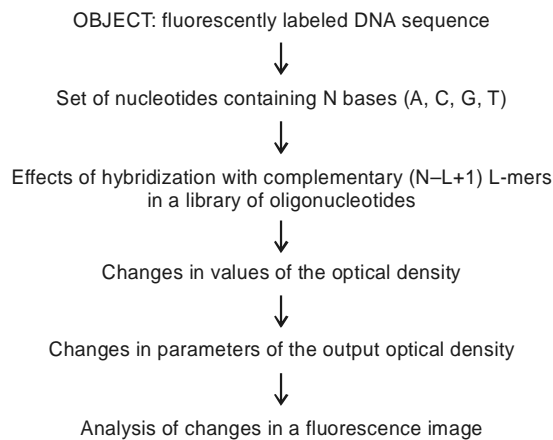 OBJECT: fluorescently labeled DNA sequence
Set of nucleotides containing N bases (A, C, G, T)
Effects of hybridization with complementary (N–L+1) L-mers
in a library of oligonucleotides
Changes in values of the optical density
Changes in parameters of the output optical density
Analysis of changes in a fluorescence image